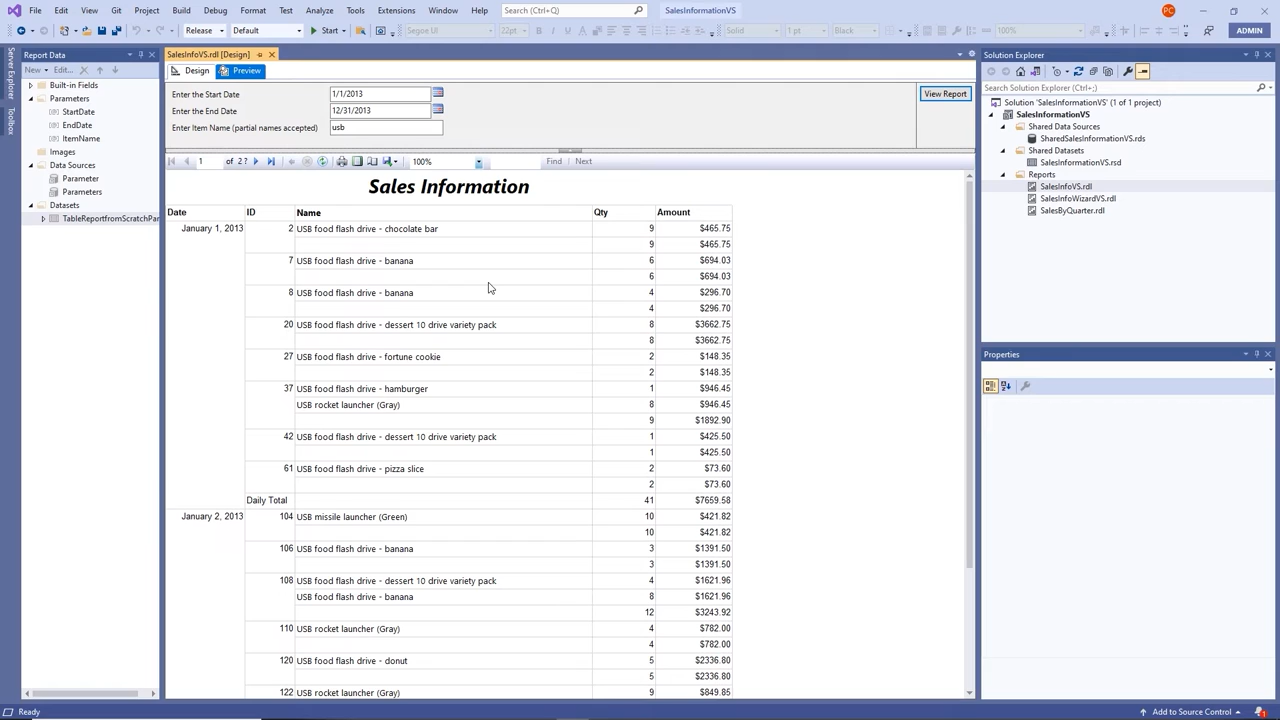 File Edit View Git Project Build Debug Format Test Analyze Tools Extensions Window Help Search (Ctrl+;) SalesInformationVS PC
Release Default Start Segoe UI 22pt B I U A Solid 1 pt Black 100% ADMIN
Server Explorer
Toolbox
Report Data
New Edit...
Built-in Fields
Parameters
StartDate
EndDate
ItemName
Images
Data Sources
Parameter
Parameters
Datasets
TableReportfromScratchPar
SalesInfoVS.rdl [Design]
Design Preview
Enter the Start Date 1/1/2013 View Report
Enter the End Date 12/31/2013
Enter Item Name (partial names accepted) usb
1 of 2 ? 100% Find | Next
Sales Information
Date ID Name Qty Amount
January 1, 2013 2 USB food flash drive - chocolate bar 9 $465.75
9 $465.75
7 USB food flash drive - banana 6 $694.03
6 $694.03
8 USB food flash drive - banana 4 $296.70
4 $296.70
20 USB food flash drive - dessert 10 drive variety pack 8 $3662.75
8 $3662.75
27 USB food flash drive - fortune cookie 2 $148.35
2 $148.35
37 USB food flash drive - hamburger 1 $946.45
USB rocket launcher (Gray) 8 $946.45
9 $1892.90
42 USB food flash drive - dessert 10 drive variety pack 1 $425.50
1 $425.50
61 USB food flash drive - pizza slice 2 $73.60
2 $73.60
Daily Total 41 $7659.58
January 2, 2013 104 USB missile launcher (Green) 10 $421.82
10 $421.82
106 USB food flash drive - banana 3 $1391.50
3 $1391.50
108 USB food flash drive - dessert 10 drive variety pack 4 $1621.96
USB food flash drive - banana 8 $1621.96
12 $3243.92
110 USB rocket launcher (Gray) 4 $782.00
4 $782.00
120 USB food flash drive - donut 5 $2336.80
5 $2336.80
122 USB rocket launcher (Gray) 9 $849.85
Solution Explorer
Search Solution Explorer (Ctrl+;)
Solution 'SalesInformationVS' (1 of 1 project)
SalesInformationVS
Shared Data Sources
SharedSalesInformationVS.rds
Shared Datasets
SalesInformationVS.rsd
Reports
SalesInfoVS.rdl
SalesInfoWizardVS.rdl
SalesByQuarter.rdl
Properties
Ready Add to Source Control 1